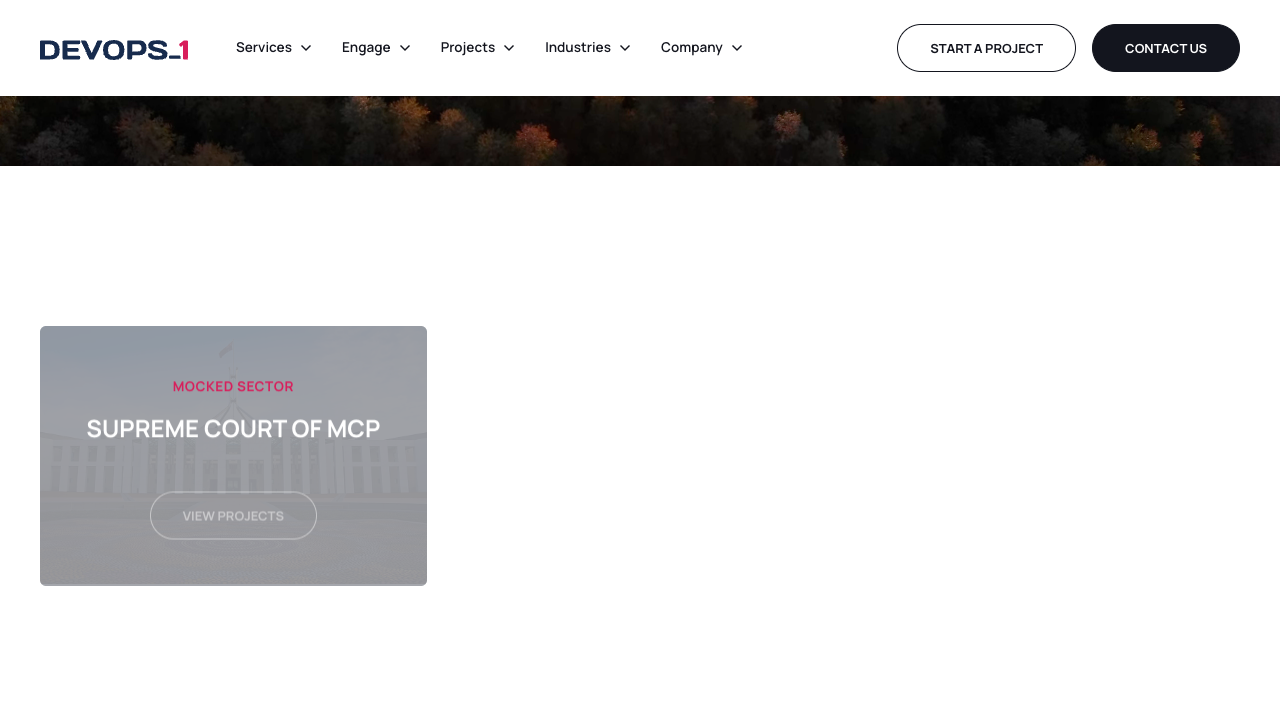 DEVOPS_1
Services
Engage
Projects
Industries
Company
START A PROJECT
CONTACT US
MOCKED SECTOR
SUPREME COURT OF MCP
VIEW PROJECTS